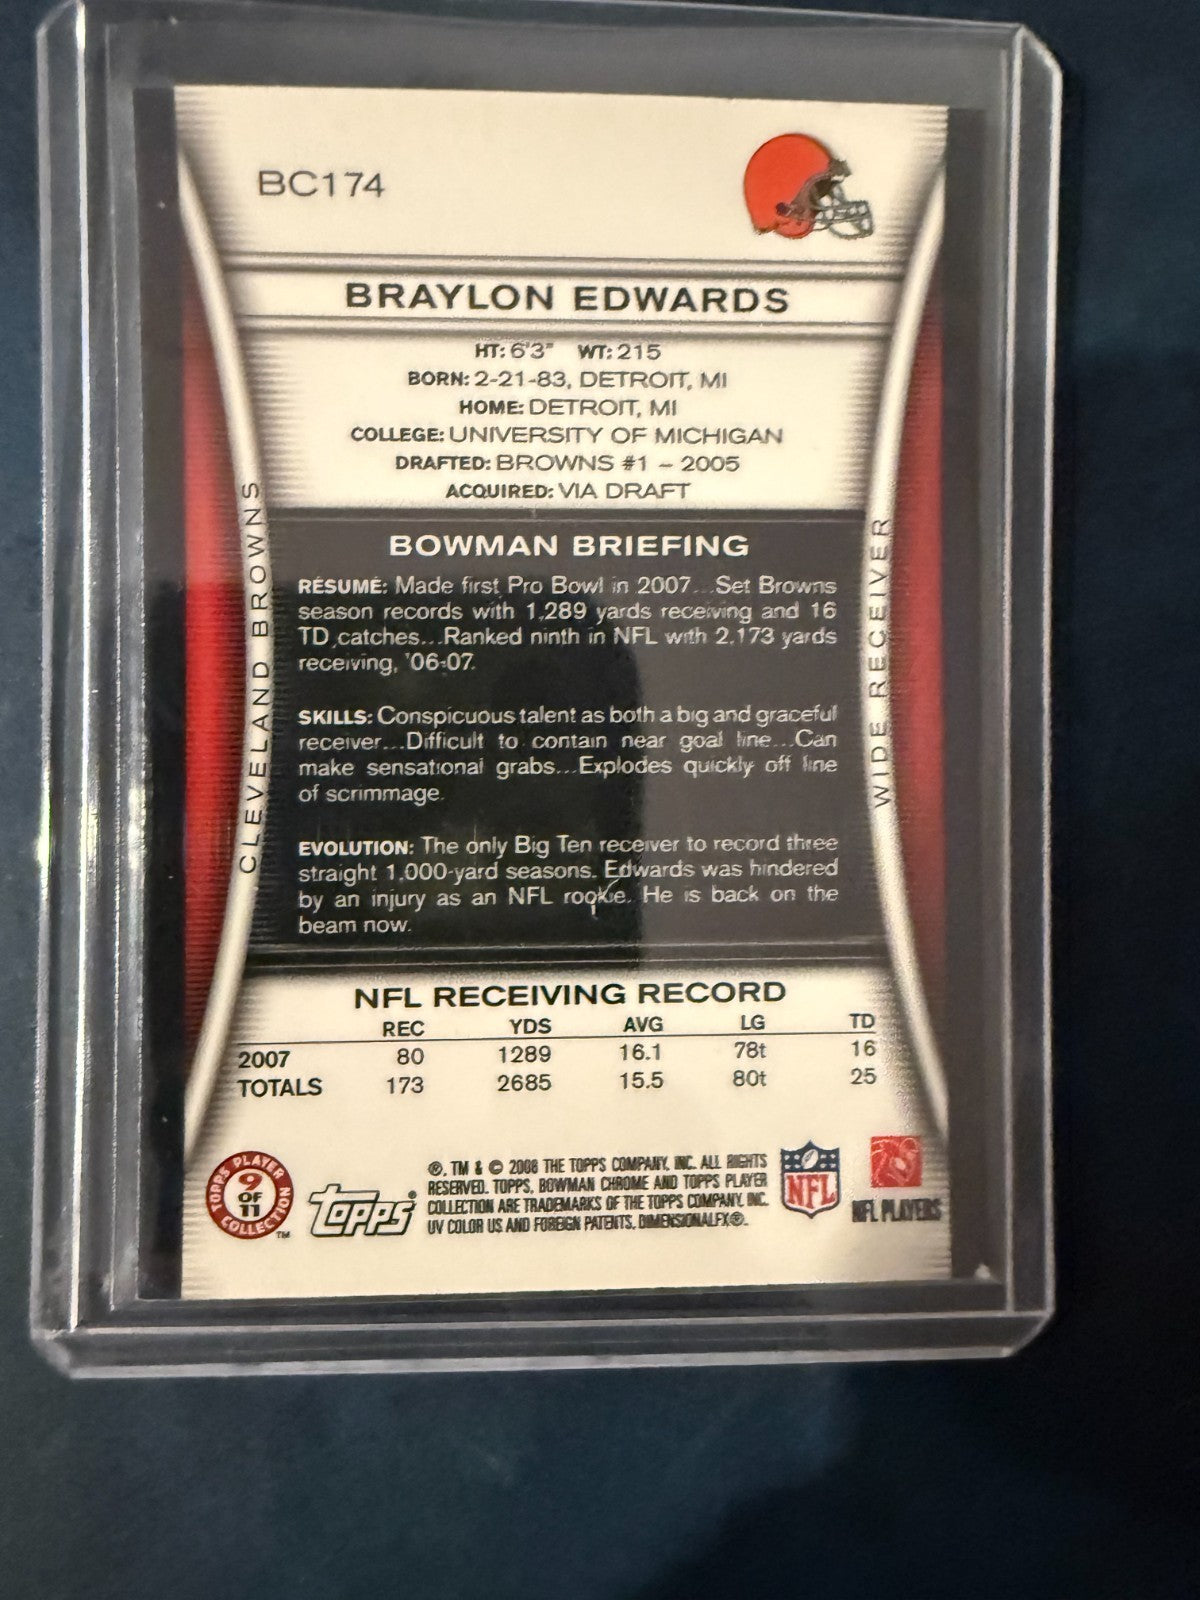 BC174
BRAYLON EDWARDS
HT: 6'3" WT: 215
BORN: 2-21-83, DETROIT, MI
HOME: DETROIT, MI
COLLEGE: UNIVERSITY OF MICHIGAN
DRAFTED: BROWNS #1 – 2005
ACQUIRED: VIA DRAFT
CLEVELAND BROWNS
WIDE RECEIVER
BOWMAN BRIEFING
RÉSUMÉ: Made first Pro Bowl in 2007...Set Browns
season records with 1,289 yards receiving and 16
TD catches...Ranked ninth in NFL with 2,173 yards
receiving, '06-07.
SKILLS: Conspicuous talent as both a big and graceful
receiver...Difficult to contain near goal line...Can
make sensational grabs...Explodes quickly off line
of scrimmage.
EVOLUTION: The only Big Ten receiver to record three
straight 1,000-yard seasons. Edwards was hindered
by an injury as an NFL rookie. He is back on the
beam now.
NFL RECEIVING RECORD
REC YDS AVG LG TD
2007 80 1289 16.1 78t 16
TOTALS 173 2685 15.5 80t 25
TOPPS PLAYER COLLECTION
9
OF
11
TM
Topps®
®, TM & © 2008 THE TOPPS COMPANY, INC. ALL RIGHTS
RESERVED. TOPPS, BOWMAN CHROME AND TOPPS PLAYER
COLLECTION ARE TRADEMARKS OF THE TOPPS COMPANY, INC.
UV COLOR US AND FOREIGN PATENTS, DIMENSIONALFX®.
NFL
NFL PLAYERS